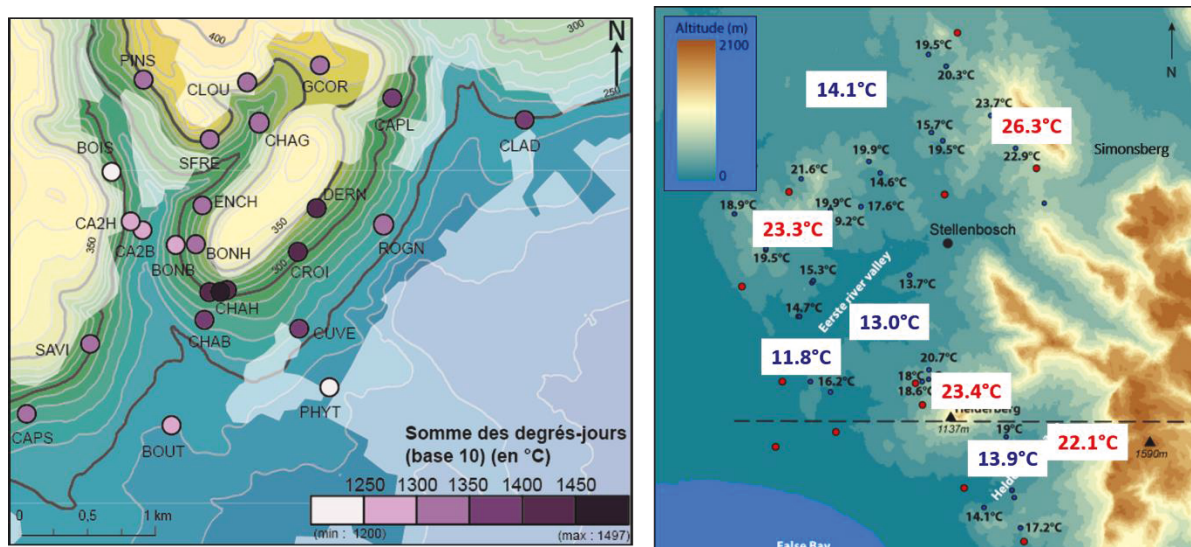 400
300
N
PINS
CLOU
GCOR
250
CAPL
CHAG
CLAD
SFRE
BOIS
DERN
ENCH
350
CA2H
350
CA2B
BONH
ROGN
BONB
CROI
300
CHAH
CHAB
CUVE
SAVI
PHYT
CAPS
BOUT
Somme des degrés-jours
(base 10) (en °C)
1250 1300 1350 1400 1450
0 0,5 1 km
(min : 1200) (max : 1497)
Altitude (m)
2100
0
N
19.5°C
20.3°C
14.1°C
23.7°C
26.3°C
15.7°C
19.5°C
22.9°C
Simonsberg
19.9°C
21.6°C
14.6°C
18.9°C
19.9°C
17.6°C
9.2°C
23.3°C
Stellenbosch
19.5°C
15.3°C
13.7°C
Eerste river valley
14.7°C
13.0°C
11.8°C
20.7°C
18°C
16.2°C
18.6°C
23.4°C
Helderberg
1137m
19°C
22.1°C
1590m
13.9°C
Held
14.1°C
17.2°C
False Bay